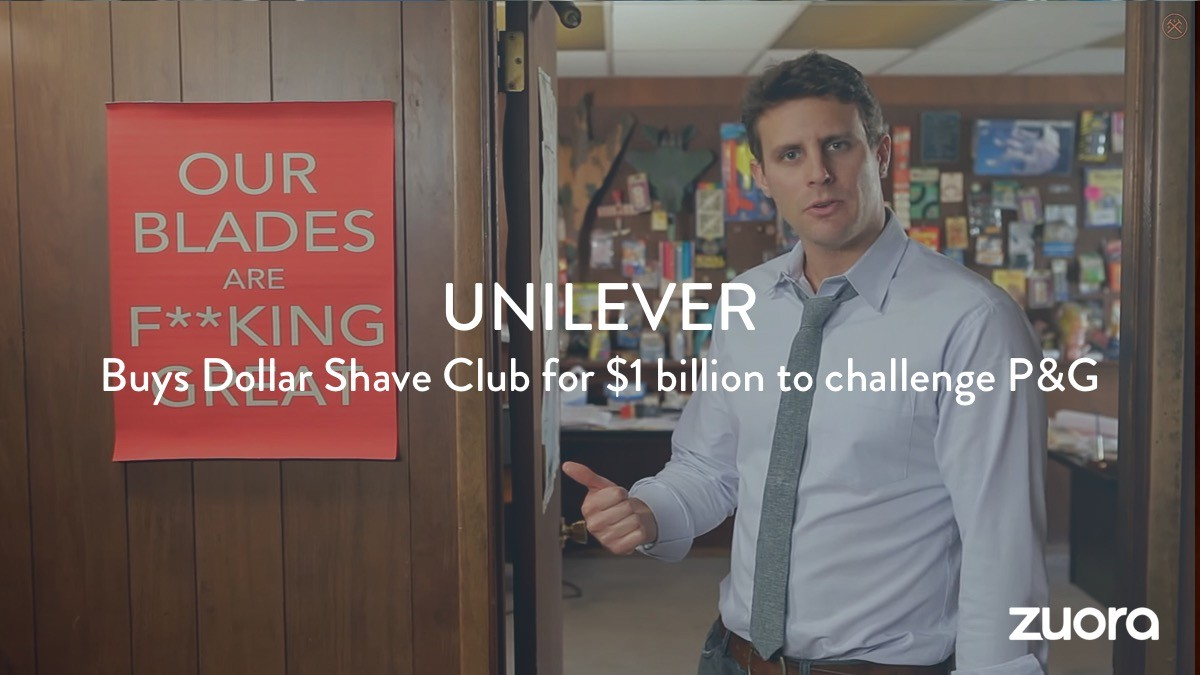 OUR
BLADES
ARE
F**KING
GREAT
UNILEVER
Buys Dollar Shave Club for $1 billion to challenge P&G
zuora